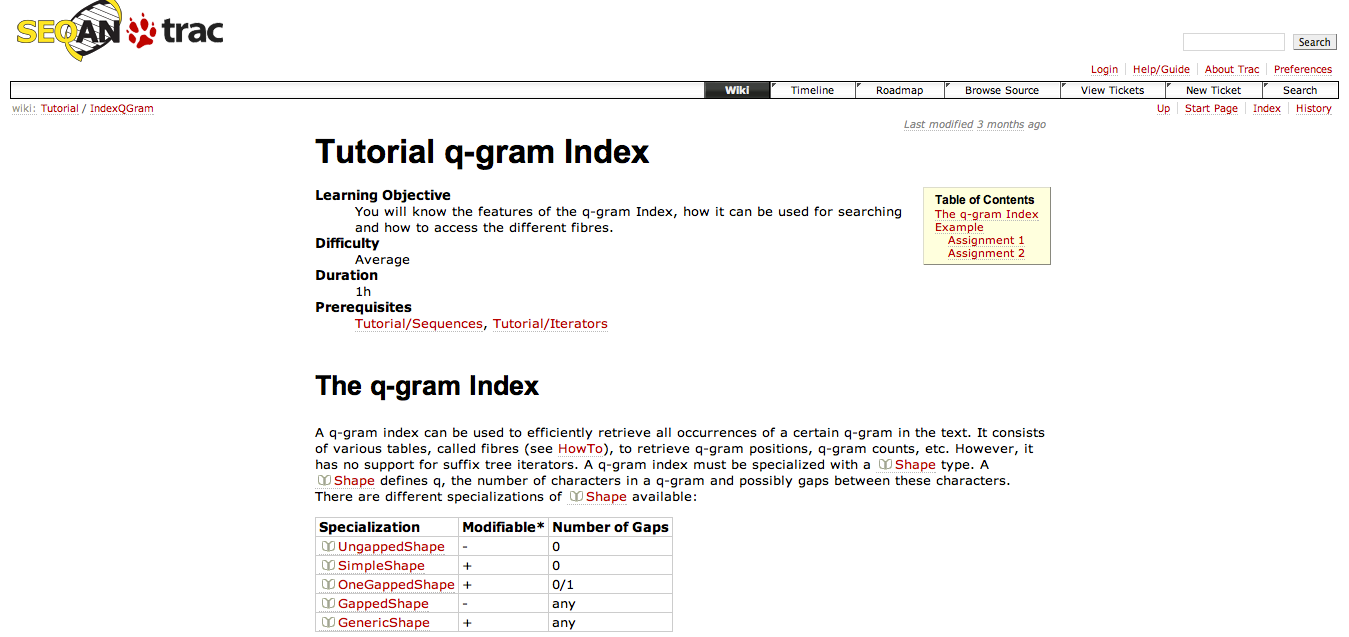 SEQAN trac
Search
Login Help/Guide About Trac Preferences
Wiki Timeline Roadmap Browse Source View Tickets New Ticket Search
wiki: Tutorial / IndexQGram
Up Start Page Index History
Last modified 3 months ago
Tutorial q-gram Index
Learning Objective
You will know the features of the q-gram Index, how it can be used for searching
and how to access the different fibres.
Difficulty
Average
Duration
1h
Prerequisites
Tutorial/Sequences, Tutorial/Iterators
Table of Contents
The q-gram Index
Example
Assignment 1
Assignment 2
The q-gram Index
A q-gram index can be used to efficiently retrieve all occurrences of a certain q-gram in the text. It consists
of various tables, called fibres (see HowTo), to retrieve q-gram positions, q-gram counts, etc. However, it
has no support for suffix tree iterators. A q-gram index must be specialized with a Shape type. A
Shape defines q, the number of characters in a q-gram and possibly gaps between these characters.
There are different specializations of Shape available:
Specialization Modifiable* Number of Gaps
UngappedShape - 0
SimpleShape + 0
OneGappedShape + 0/1
GappedShape - any
GenericShape + any